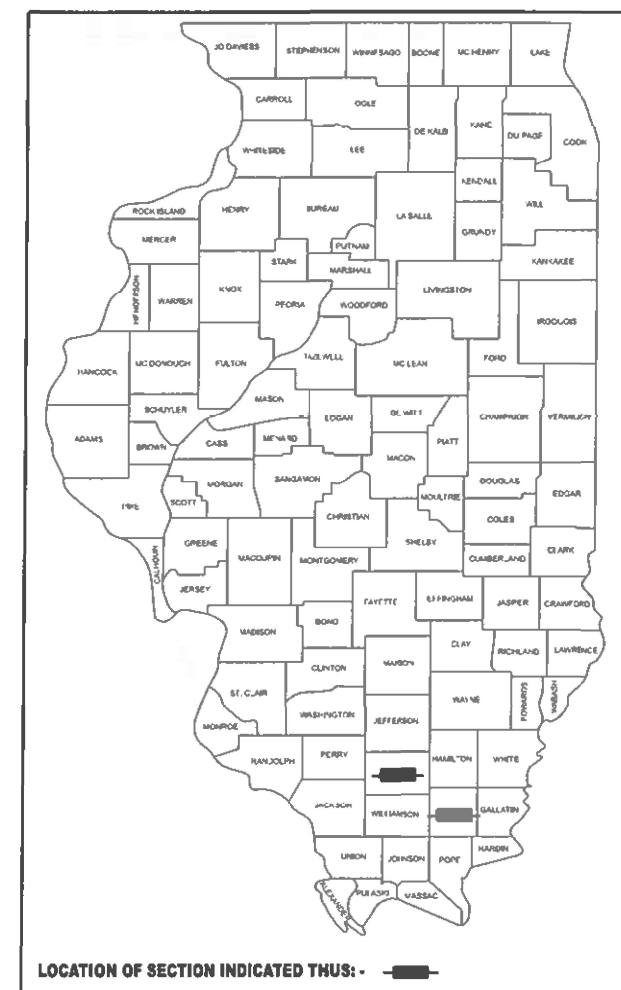 JO DAVIESS STEPHENSON WINNEBAGO BOONE MC HENRY LAKE
CARROLL OGLE DE KALB KANE DU PAGE COOK
WHITESIDE LEE
KENDALL
ROCK ISLAND HENRY BUREAU LA SALLE GRUNDY WILL
MERCER PUTNAM
STARK MARSHALL KANKAKEE
HENDERSON WARREN KNOX PEORIA WOODFORD LIVINGSTON IROQUOIS
HANCOCK MC DONOUGH FULTON TAZEWELL MC LEAN FORD
MASON
SCHUYLER LOGAN DE WITT CHAMPAIGN VERMILION
ADAMS BROWN CASS MENARD PIATT
MACON
PIKE SCOTT MORGAN SANGAMON MOULTRIE DOUGLAS EDGAR
CHRISTIAN COLES
CALHOUN GREENE MACOUPIN MONTGOMERY SHELBY CUMBERLAND CLARK
JERSEY FAYETTE EFFINGHAM JASPER CRAWFORD
MADISON BOND
CLAY RICHLAND LAWRENCE
CLINTON MARION
ST. CLAIR WAYNE EDWARDS WABASH
WASHINGTON JEFFERSON
MONROE
RANDOLPH PERRY HAMILTON WHITE
JACKSON WILLIAMSON GALLATIN
UNION JOHNSON POPE HARDIN
ALEXANDER PULASKI MASSAC
LOCATION OF SECTION INDICATED THUS: -